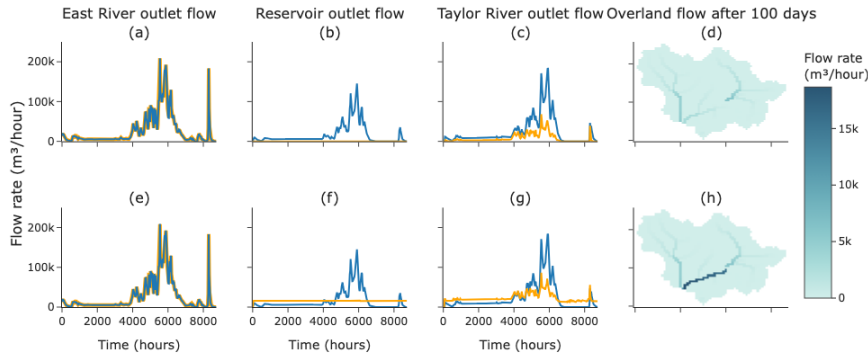 East River outlet flow
Reservoir outlet flow
Taylor River outlet flow
Overland flow after 100 days
(a)
(b)
(c)
(d)
Flow rate
(m³/hour)
200k
100k
0
15k
10k
5k
0
Flow rate (m³/hour)
(e)
(f)
(g)
(h)
200k
100k
0
0 2000 4000 6000 8000
0 4000 8000
0 2000 4000 6000 8000
Time (hours)
Time (hours)
Time (hours)